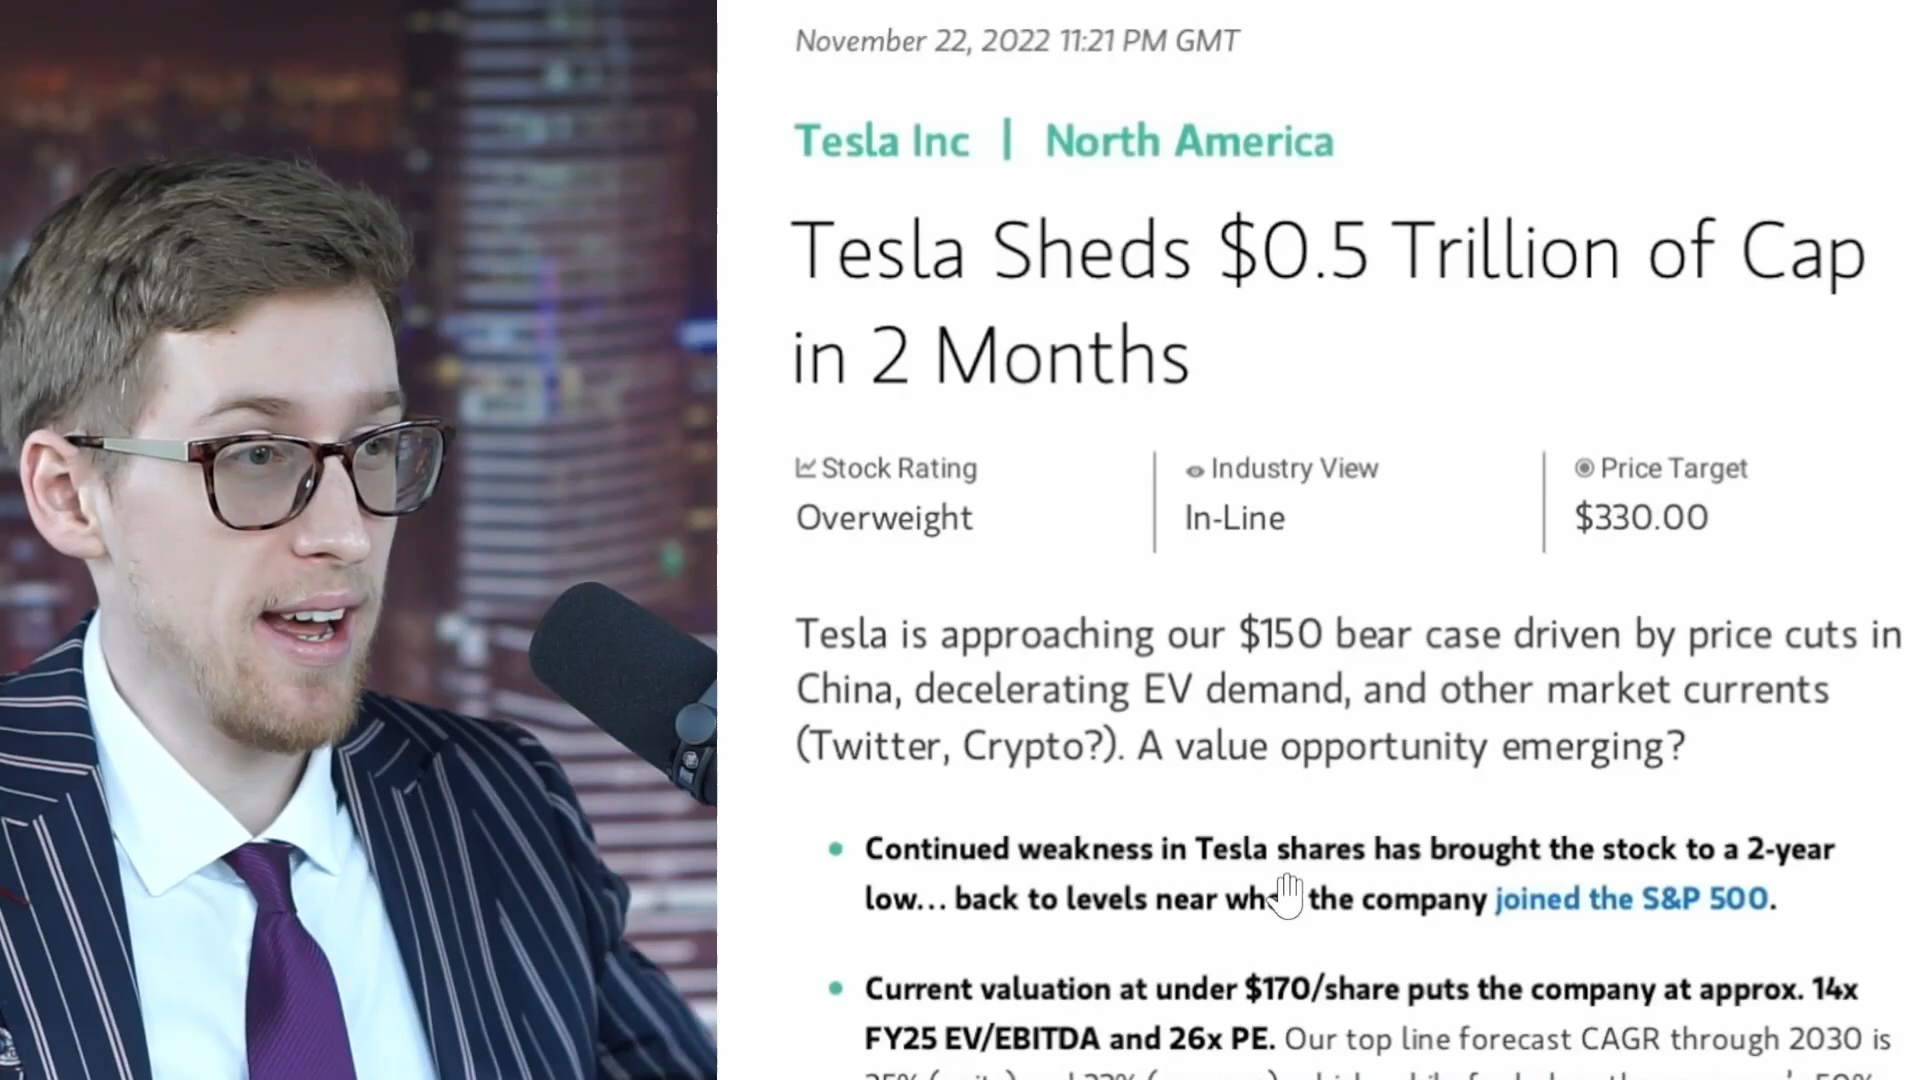 November 22, 2022 11:21 PM GMT
Tesla Inc | North America
Tesla Sheds $0.5 Trillion of Cap
in 2 Months
Stock Rating
Overweight
Industry View
In-Line
Price Target
$330.00
Tesla is approaching our $150 bear case driven by price cuts in
China, decelerating EV demand, and other market currents
(Twitter, Crypto?). A value opportunity emerging?
Continued weakness in Tesla shares has brought the stock to a 2-year
low... back to levels near the company joined the S&P 500.
Current valuation at under $170/share puts the company at approx. 14x
FY25 EV/EBITDA and 26x PE. Our top line forecast CAGR through 2030 is